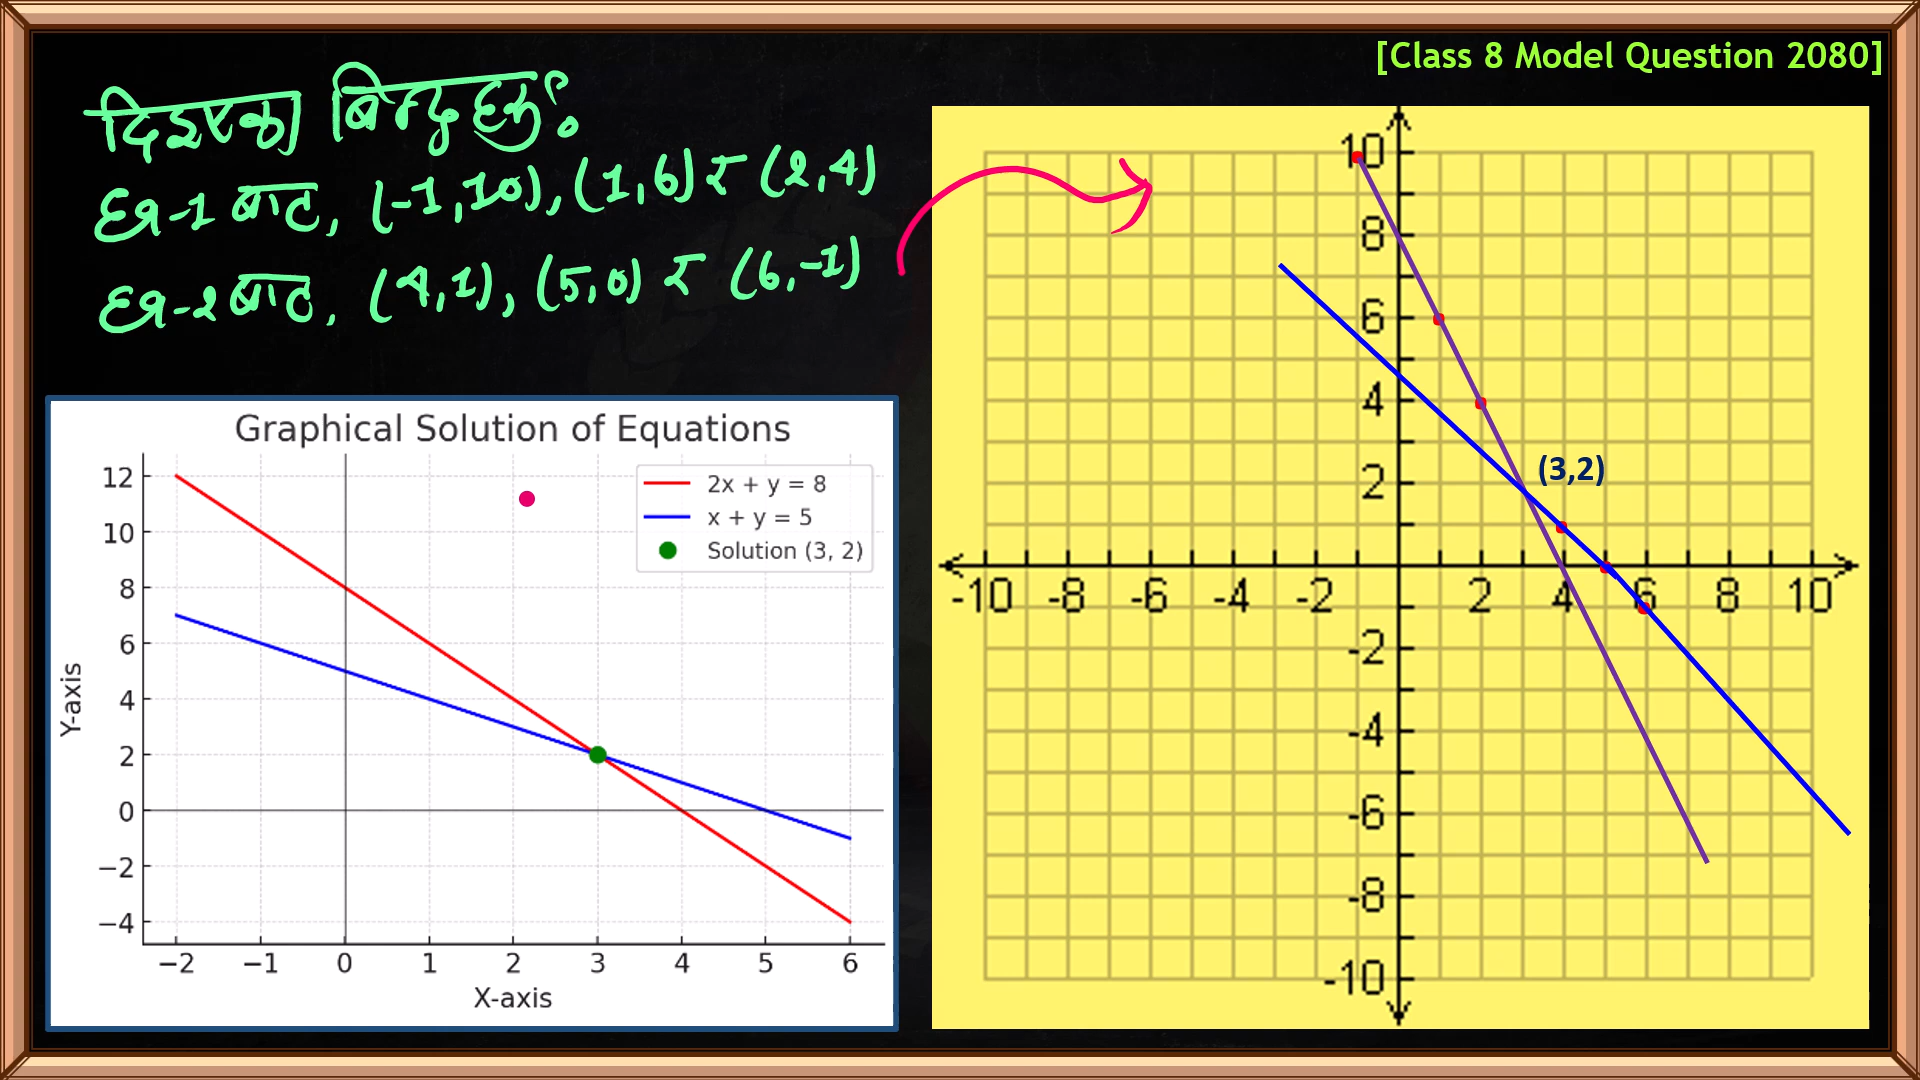 [Class 8 Model Question 2080]
दिइएका बिन्दुहरु:
EQ-1 बाट, (-1,10), (1,6) र (2,4)
EQ-2 बाट, (4,1), (5,0) र (6,-1)
Graphical Solution of Equations
2x + y = 8
x + y = 5
Solution (3, 2)
12
10
8
6
4
2
0
−2
−4
Y-axis
−2 −1 0 1 2 3 4 5 6
X-axis
10
8
6
4
2
(3,2)
-10 -8 -6 -4 -2 2 4 6 8 10
-2
-4
-6
-8
-10